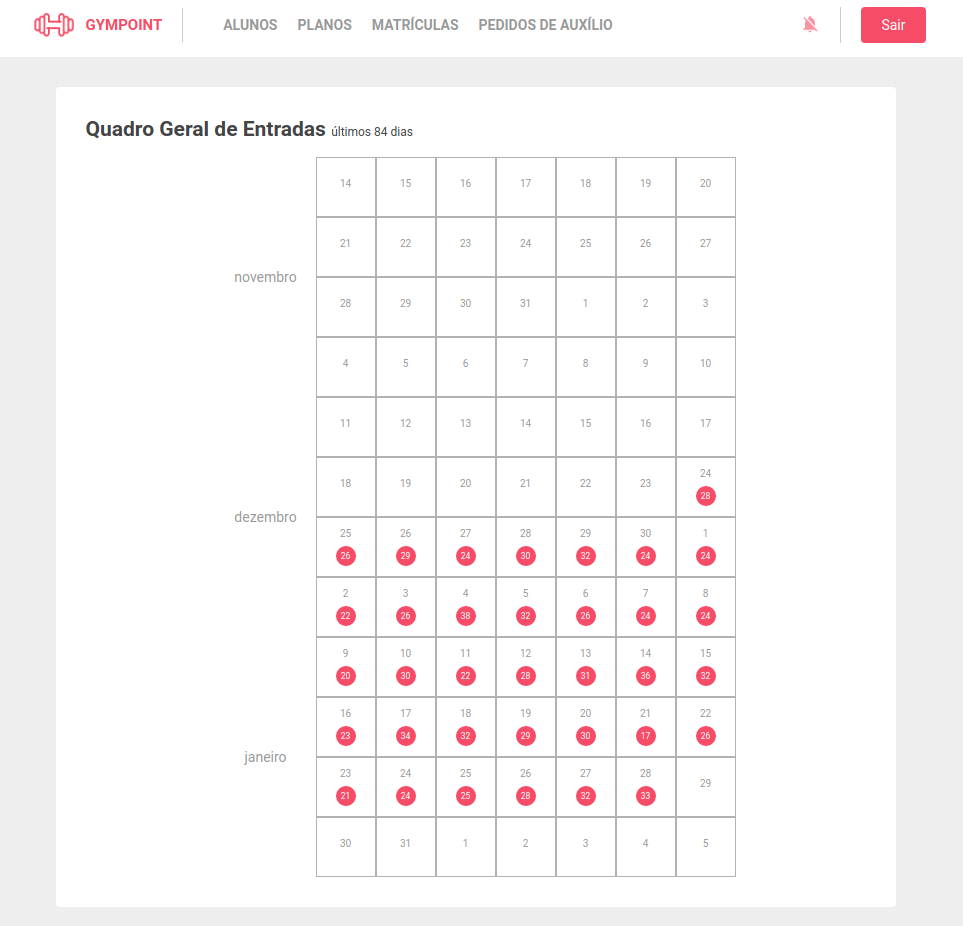 GYMPOINT ALUNOS PLANOS MATRÍCULAS PEDIDOS DE AUXÍLIO Sair
Quadro Geral de Entradas últimos 84 dias
14 15 16 17 18 19 20
21 22 23 24 25 26 27
novembro
28 29 30 31 1 2 3
4 5 6 7 8 9 10
11 12 13 14 15 16 17
18 19 20 21 22 23 24
28
dezembro
25 26 27 28 29 30 1
26 29 24 30 32 24 24
2 3 4 5 6 7 8
22 26 38 32 26 24 24
9 10 11 12 13 14 15
20 30 22 28 31 36 32
16 17 18 19 20 21 22
23 34 32 29 30 17 26
janeiro
23 24 25 26 27 28 29
21 24 25 28 32 33
30 31 1 2 3 4 5